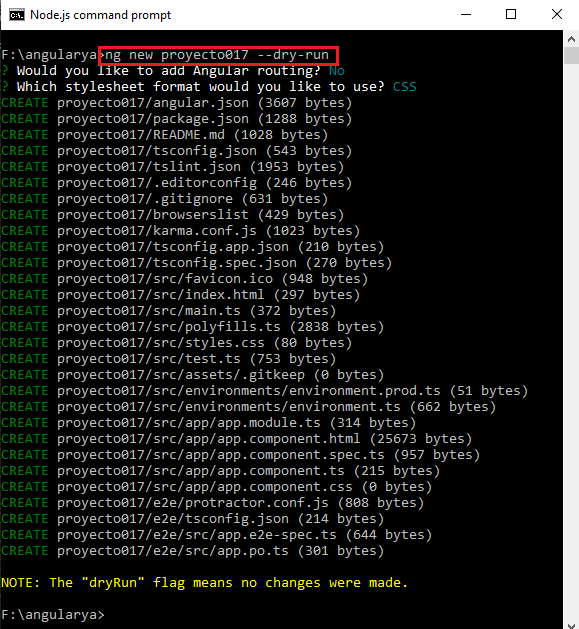 Node.js command prompt
F:\angularya>ng new proyecto017 --dry-run
? Would you like to add Angular routing? No
? Which stylesheet format would you like to use? CSS
CREATE proyecto017/angular.json (3607 bytes)
CREATE proyecto017/package.json (1288 bytes)
CREATE proyecto017/README.md (1028 bytes)
CREATE proyecto017/tsconfig.json (543 bytes)
CREATE proyecto017/tslint.json (1953 bytes)
CREATE proyecto017/.editorconfig (246 bytes)
CREATE proyecto017/.gitignore (631 bytes)
CREATE proyecto017/browserslist (429 bytes)
CREATE proyecto017/karma.conf.js (1023 bytes)
CREATE proyecto017/tsconfig.app.json (210 bytes)
CREATE proyecto017/tsconfig.spec.json (270 bytes)
CREATE proyecto017/src/favicon.ico (948 bytes)
CREATE proyecto017/src/index.html (297 bytes)
CREATE proyecto017/src/main.ts (372 bytes)
CREATE proyecto017/src/polyfills.ts (2838 bytes)
CREATE proyecto017/src/styles.css (80 bytes)
CREATE proyecto017/src/test.ts (753 bytes)
CREATE proyecto017/src/assets/.gitkeep (0 bytes)
CREATE proyecto017/src/environments/environment.prod.ts (51 bytes)
CREATE proyecto017/src/environments/environment.ts (662 bytes)
CREATE proyecto017/src/app/app.module.ts (314 bytes)
CREATE proyecto017/src/app/app.component.html (25673 bytes)
CREATE proyecto017/src/app/app.component.spec.ts (957 bytes)
CREATE proyecto017/src/app/app.component.ts (215 bytes)
CREATE proyecto017/src/app/app.component.css (0 bytes)
CREATE proyecto017/e2e/protractor.conf.js (808 bytes)
CREATE proyecto017/e2e/tsconfig.json (214 bytes)
CREATE proyecto017/e2e/src/app.e2e-spec.ts (644 bytes)
CREATE proyecto017/e2e/src/app.po.ts (301 bytes)
NOTE: The "dryRun" flag means no changes were made.
F:\angularya>